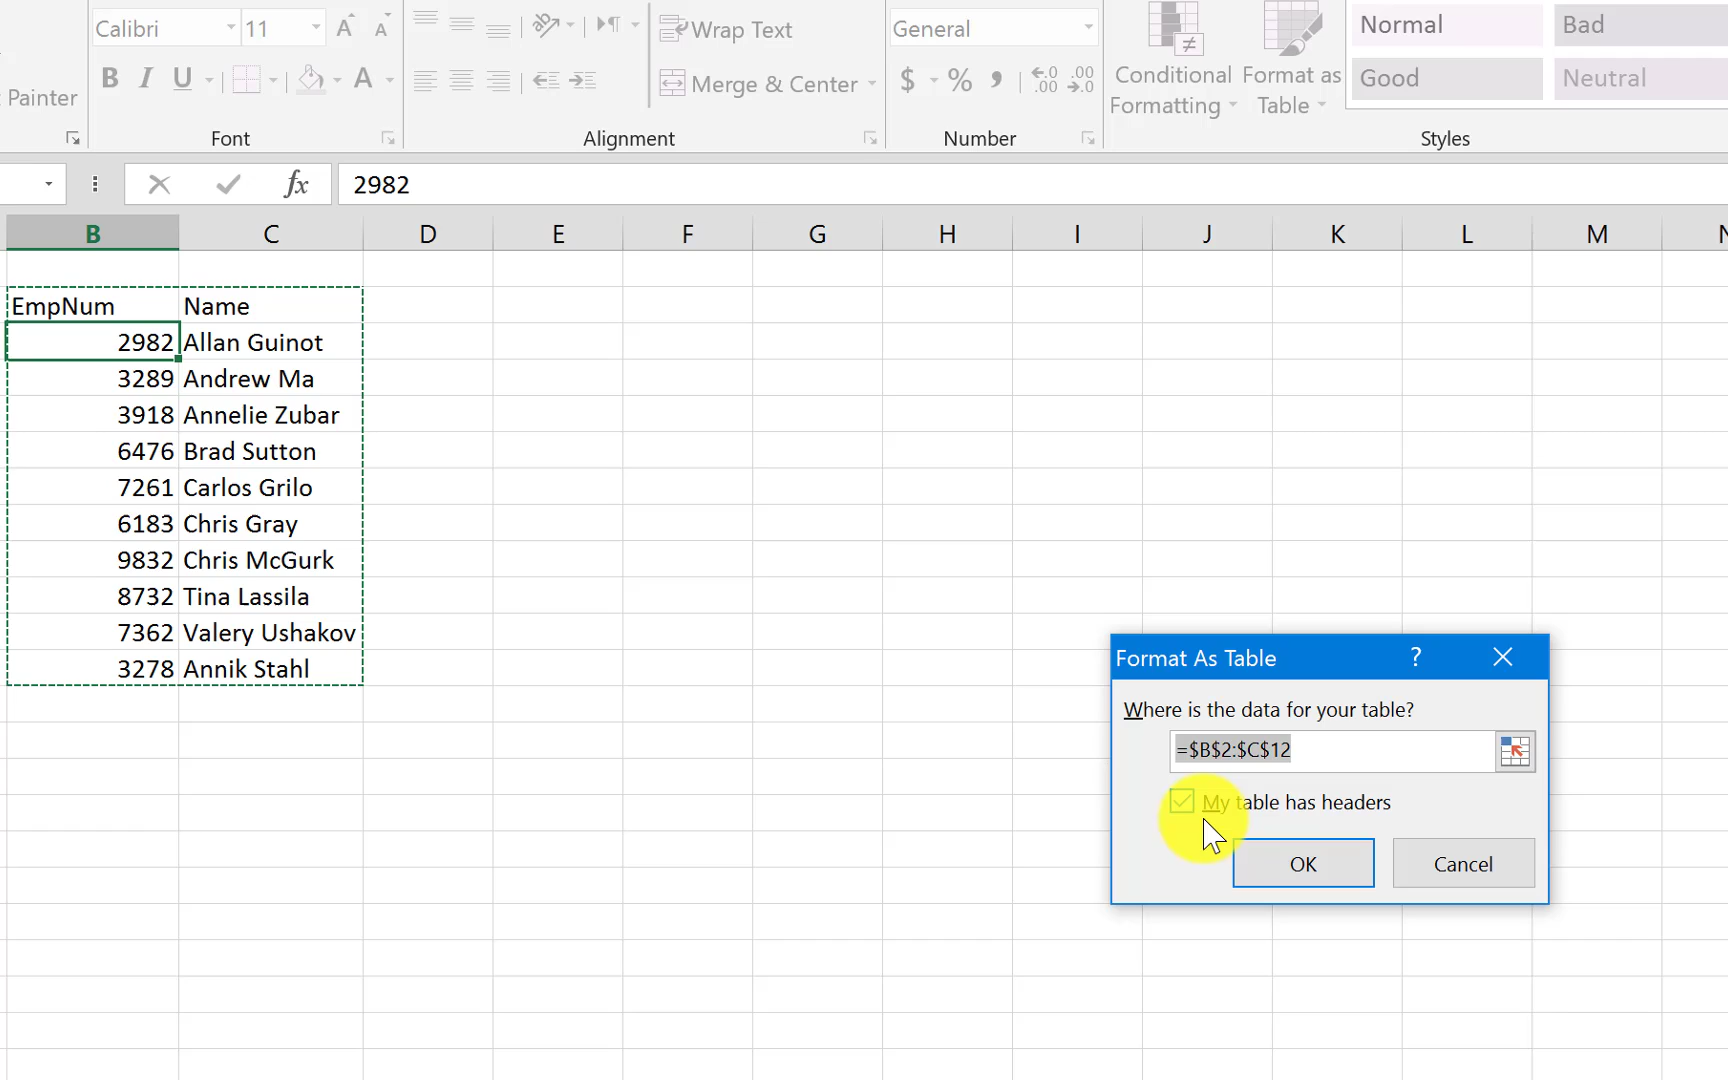 Calibri 11 A A Wrap Text General Normal Bad
Painter B I U A Merge & Center $ % , Conditional Formatting Format as Table Good Neutral
Font Alignment Number Styles
fx 2982
B C D E F G H I J K L M N
EmpNum Name
2982 Allan Guinot
3289 Andrew Ma
3918 Annelie Zubar
6476 Brad Sutton
7261 Carlos Grilo
6183 Chris Gray
9832 Chris McGurk
8732 Tina Lassila
7362 Valery Ushakov
3278 Annik Stahl
Format As Table ?
Where is the data for your table?
=$B$2:$C$12
My table has headers
OK Cancel